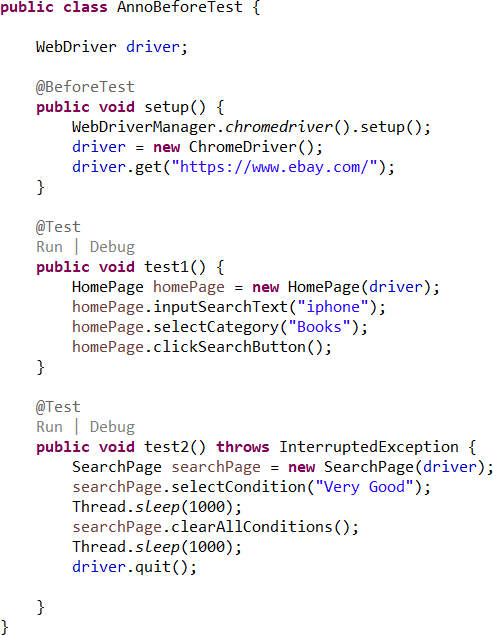 public class AnnoBeforeTest {
WebDriver driver;
@BeforeTest
public void setup() {
WebDriverManager.chromedriver().setup();
driver = new ChromeDriver();
driver.get("https://www.ebay.com/");
}
@Test
Run | Debug
public void test1() {
HomePage homePage = new HomePage(driver);
homePage.inputSearchText("iphone");
homePage.selectCategory("Books");
homePage.clickSearchButton();
}
@Test
Run | Debug
public void test2() throws InterruptedException {
SearchPage searchPage = new SearchPage(driver);
searchPage.selectCondition("Very Good");
Thread.sleep(1000);
searchPage.clearAllConditions();
Thread.sleep(1000);
driver.quit();
}
}